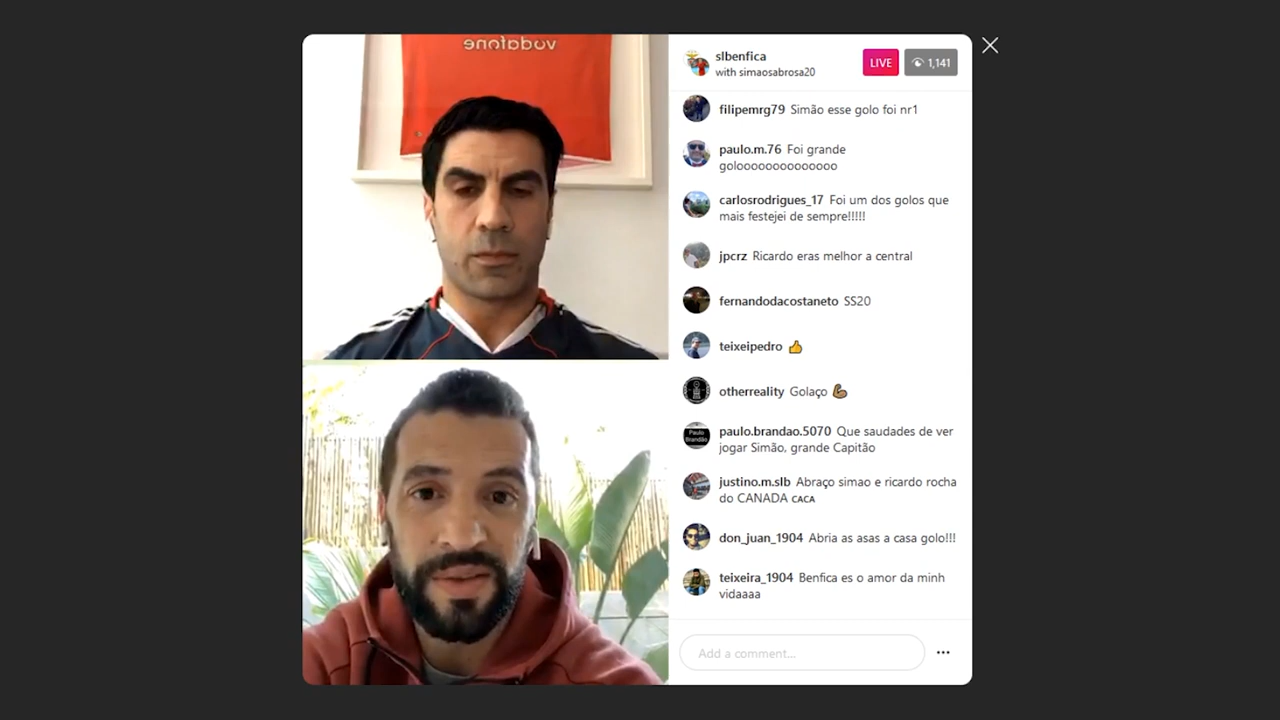 vodafone
slbenfica
with simaosabrosa20
LIVE
1,141
filipemrg79 Simão esse golo foi nr1
paulo.m.76 Foi grande
golooooooooooooo
carlosrodrigues_17 Foi um dos golos que
mais festejei de sempre!!!!!
jpcrz Ricardo eras melhor a central
fernandodacostaneto SS20
teixeipedro 👍
otherreality Golaço 💪
Paulo
Brandão
paulo.brandao.5070 Que saudades de ver
jogar Simão, grande Capitão
justino.m.slb Abraço simao e ricardo rocha
do CANADA ᴄᴀᴄᴀ
don_juan_1904 Abria as asas a casa golo!!!
teixeira_1904 Benfica es o amor da minh
vidaaaa
Add a comment...